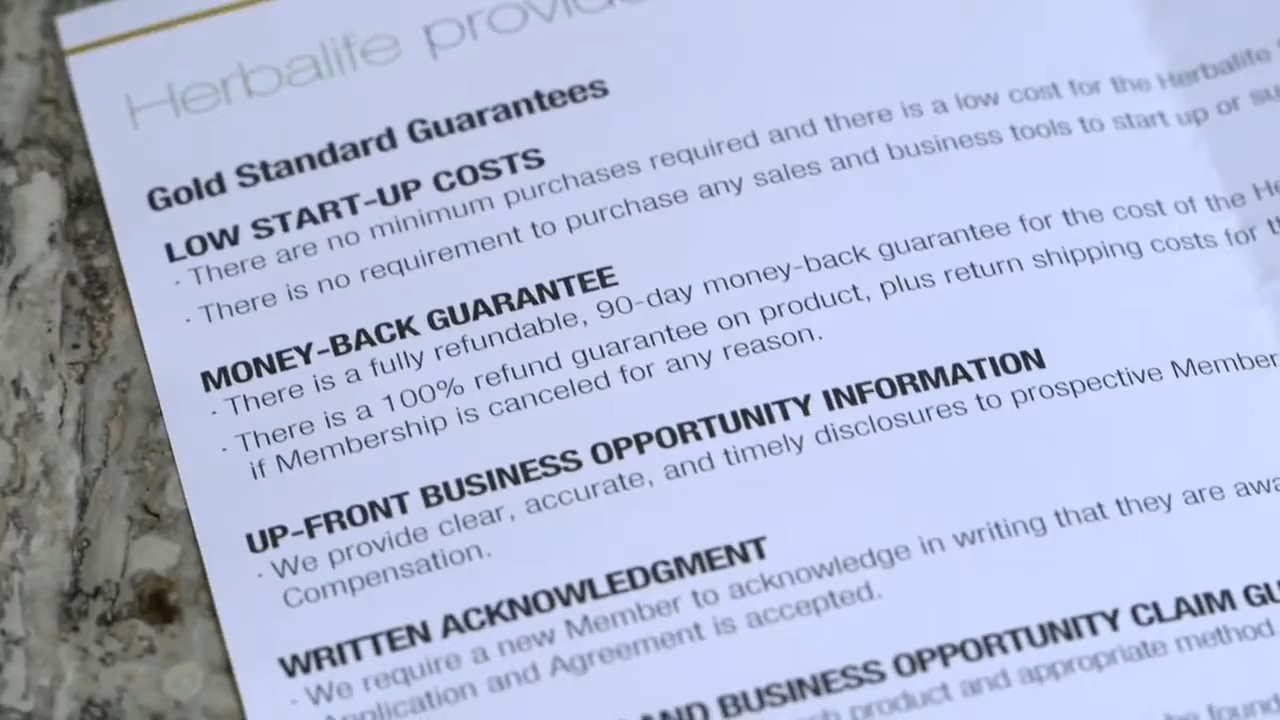 Herbalife provid
Gold Standard Guarantees
LOW START-UP COSTS
· There are no minimum purchases required and there is a low cost for the Herbalife
· There is no requirement to purchase any sales and business tools to start up or su
MONEY-BACK GUARANTEE
· There is a fully refundable, 90-day money-back guarantee for the cost of the He
· There is a 100% refund guarantee on product, plus return shipping costs for t
if Membership is canceled for any reason.
UP-FRONT BUSINESS OPPORTUNITY INFORMATION
· We provide clear, accurate, and timely disclosures to prospective Member
Compensation.
WRITTEN ACKNOWLEDGMENT
· We require a new Member to acknowledge in writing that they are awa
Application and Agreement is accepted.
AND BUSINESS OPPORTUNITY CLAIM GU
product and appropriate method
be found